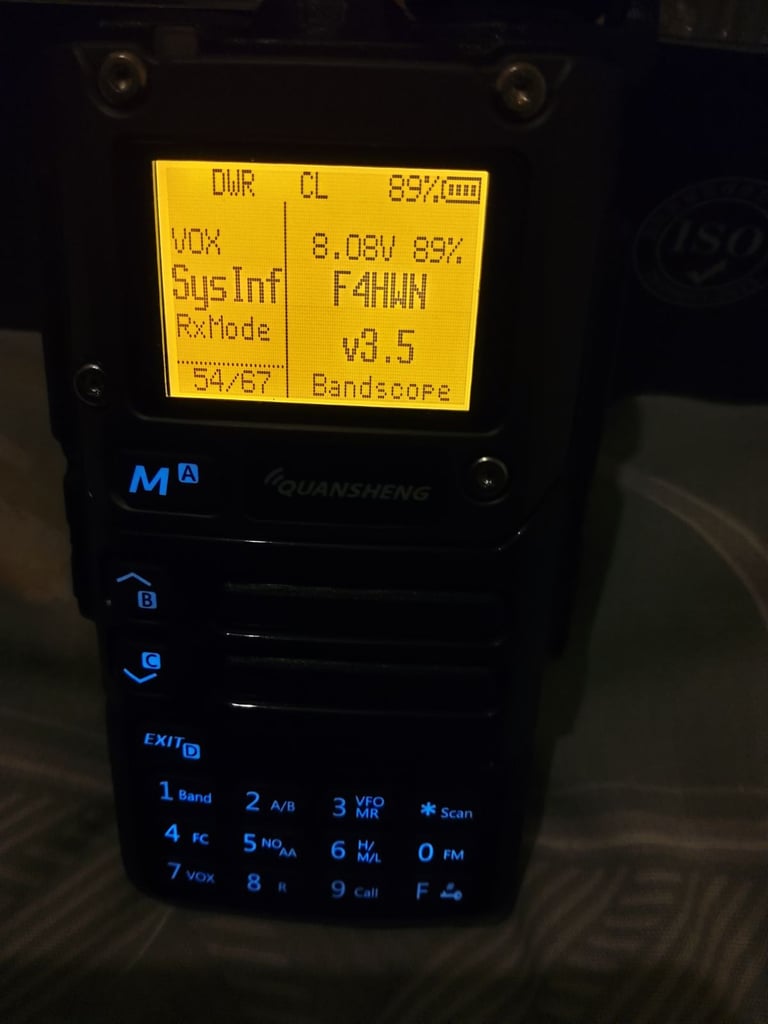 DWR CL 89%
VOX
8.08V 89%
SysInf
F4HWN
RxMode
v3.5
54/67
Bandscope
M A
QUANSHENG
B
C
EXIT D
1 Band 2 A/B 3 VFO MR * Scan
4 FC 5 NOAA 6 H/M/L 0 FM
7 VOX 8 R 9 Call F
ISO